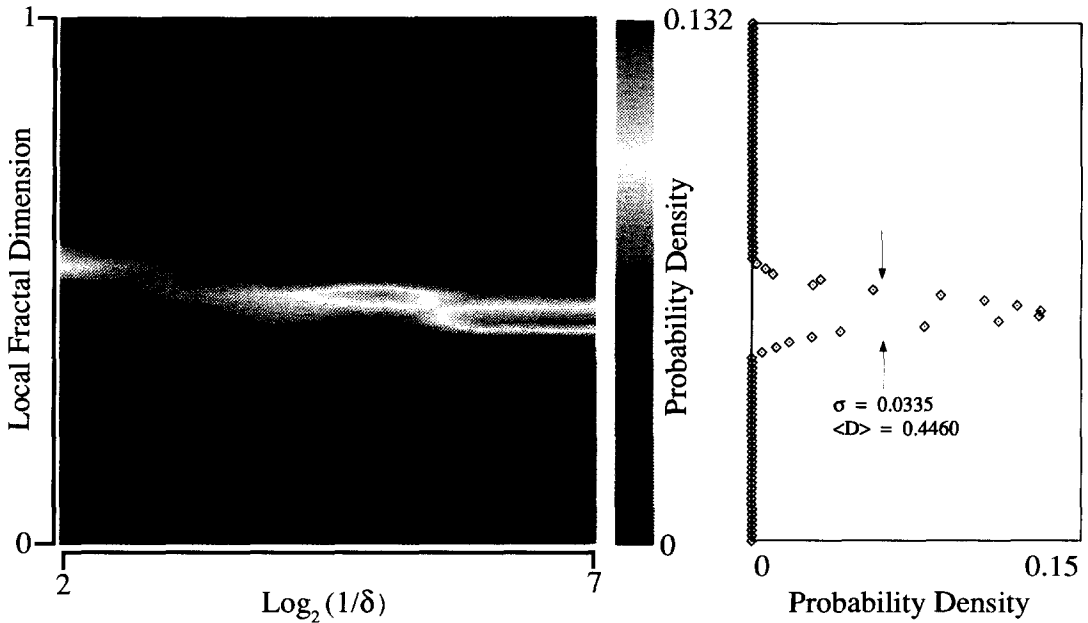 1
Local Fractal Dimension
0
2
7
Log₂ (1/δ)
0.132
Probability Density
0
σ = 0.0335
<D> = 0.4460
0
0.15
Probability Density